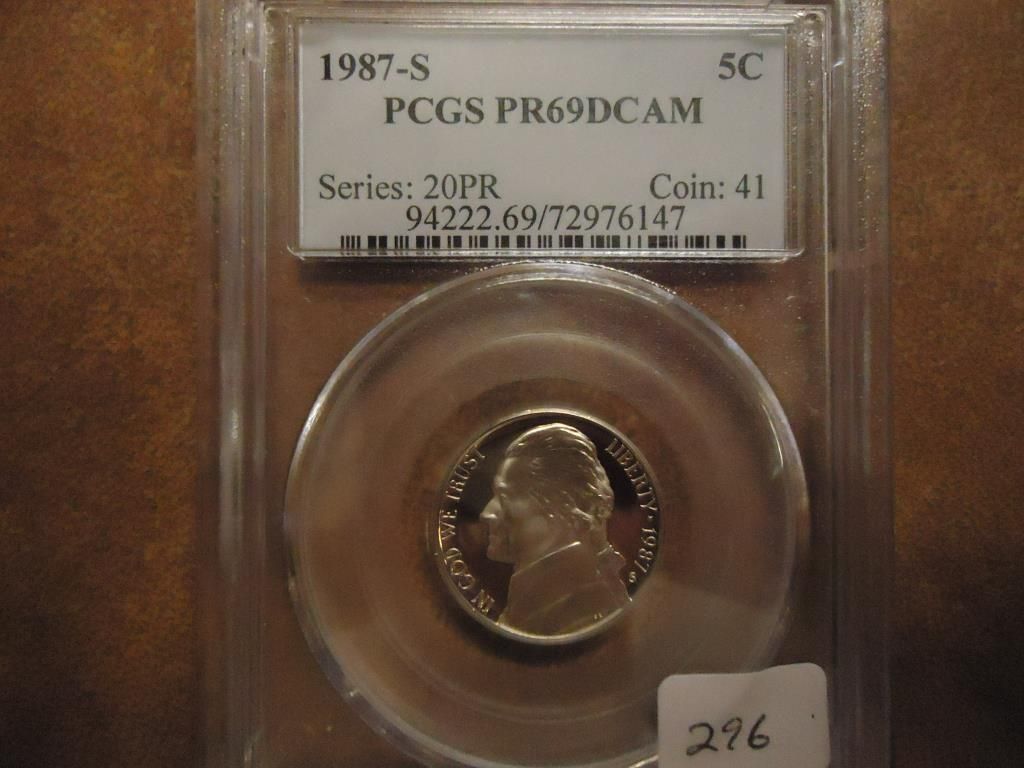 1987-S 5C
PCGS PR69DCAM
Series: 20PR Coin: 41
94222.69/72976147
IN GOD WE TRUST
LIBERTY · 1987
S
296